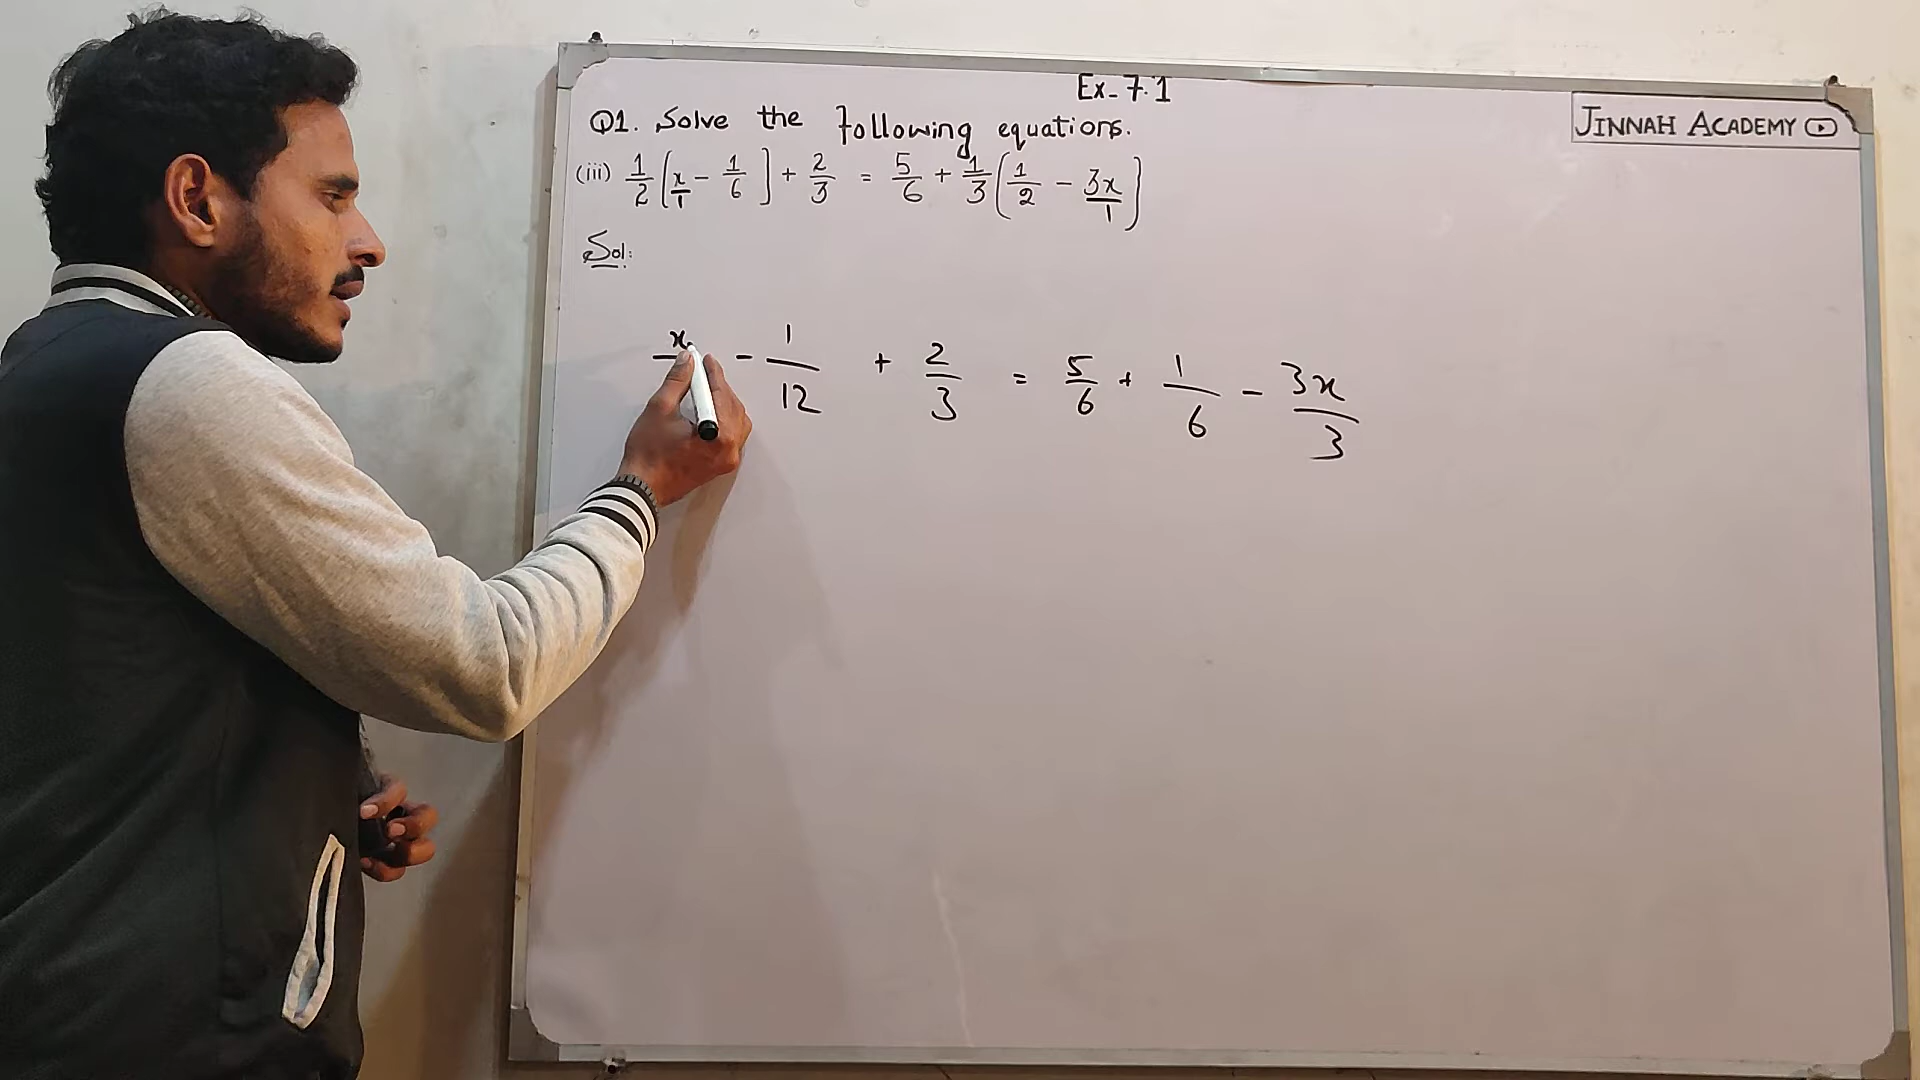 Ex-7.1
JINNAH ACADEMY
Q1. Solve the following equations.
(iii) 1/2 [x/1 - 1/6] + 2/3 = 5/6 + 1/3 (1/2 - 3x/1)
Sol:
x - 1/12 + 2/3 = 5/6 + 1/6 - 3x/3